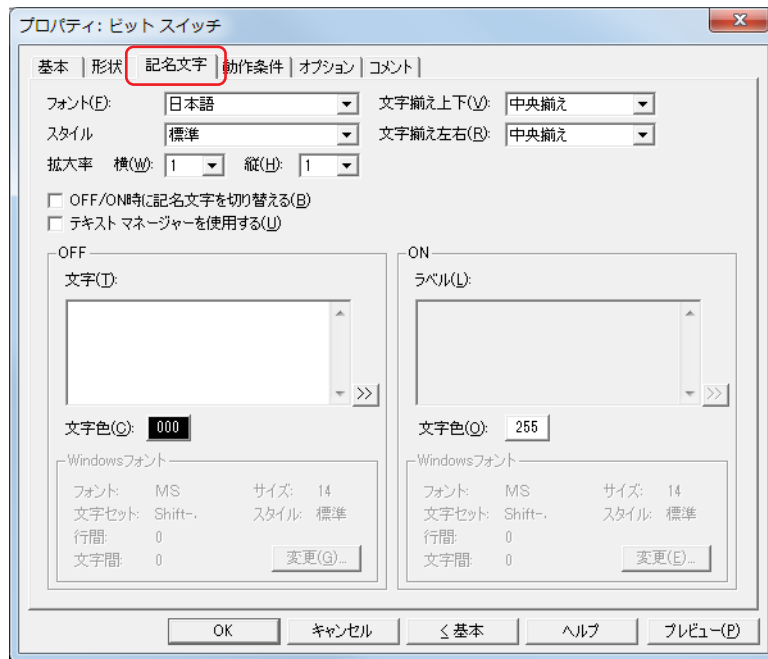 プロパティ: ビット スイッチ
基本 形状 記名文字 動作条件 オプション コメント
フォント(F): 日本語 文字揃え上下(V): 中央揃え
スタイル 標準 文字揃え左右(R): 中央揃え
拡大率 横(W): 1 縦(H): 1
OFF/ON時に記名文字を切り替える(B)
テキスト マネージャーを使用する(U)
OFF ON
文字(T): ラベル(L):
>> >>
文字色(C): 000 文字色(O): 255
Windowsフォント Windowsフォント
フォント: MS サイズ: 14 フォント: MS サイズ: 14
文字セット: Shift-. スタイル: 標準 文字セット: Shift-. スタイル: 標準
行間: 0 行間: 0
文字間: 0 変更(G)... 文字間: 0 変更(E)...
OK キャンセル < 基本 ヘルプ プレビュー(P)